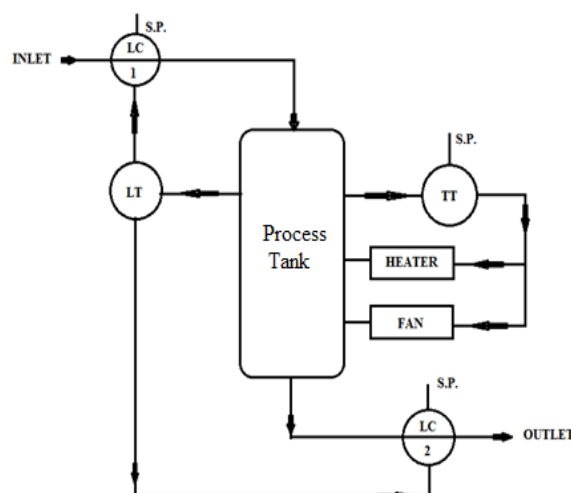 S.P.
INLET
LC
1
S.P.
LT
TT
Process
Tank
HEATER
FAN
S.P.
LC
2
OUTLET